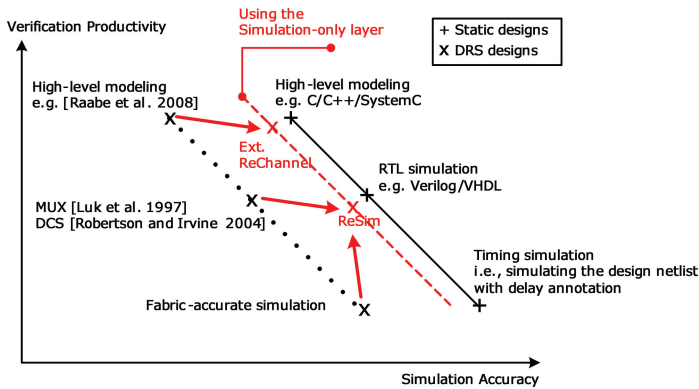 Verification Productivity
Using the
Simulation-only layer
+ Static designs
x DRS designs
High-level modeling
e.g. [Raabe et al. 2008]
High-level modeling
e.g. C/C++/SystemC
Ext.
ReChannel
RTL simulation
e.g. Verilog/VHDL
MUX [Luk et al. 1997]
DCS [Robertson and Irvine 2004]
ReSim
Timing simulation
i.e., simulating the design netlist
with delay annotation
Fabric-accurate simulation
Simulation Accuracy